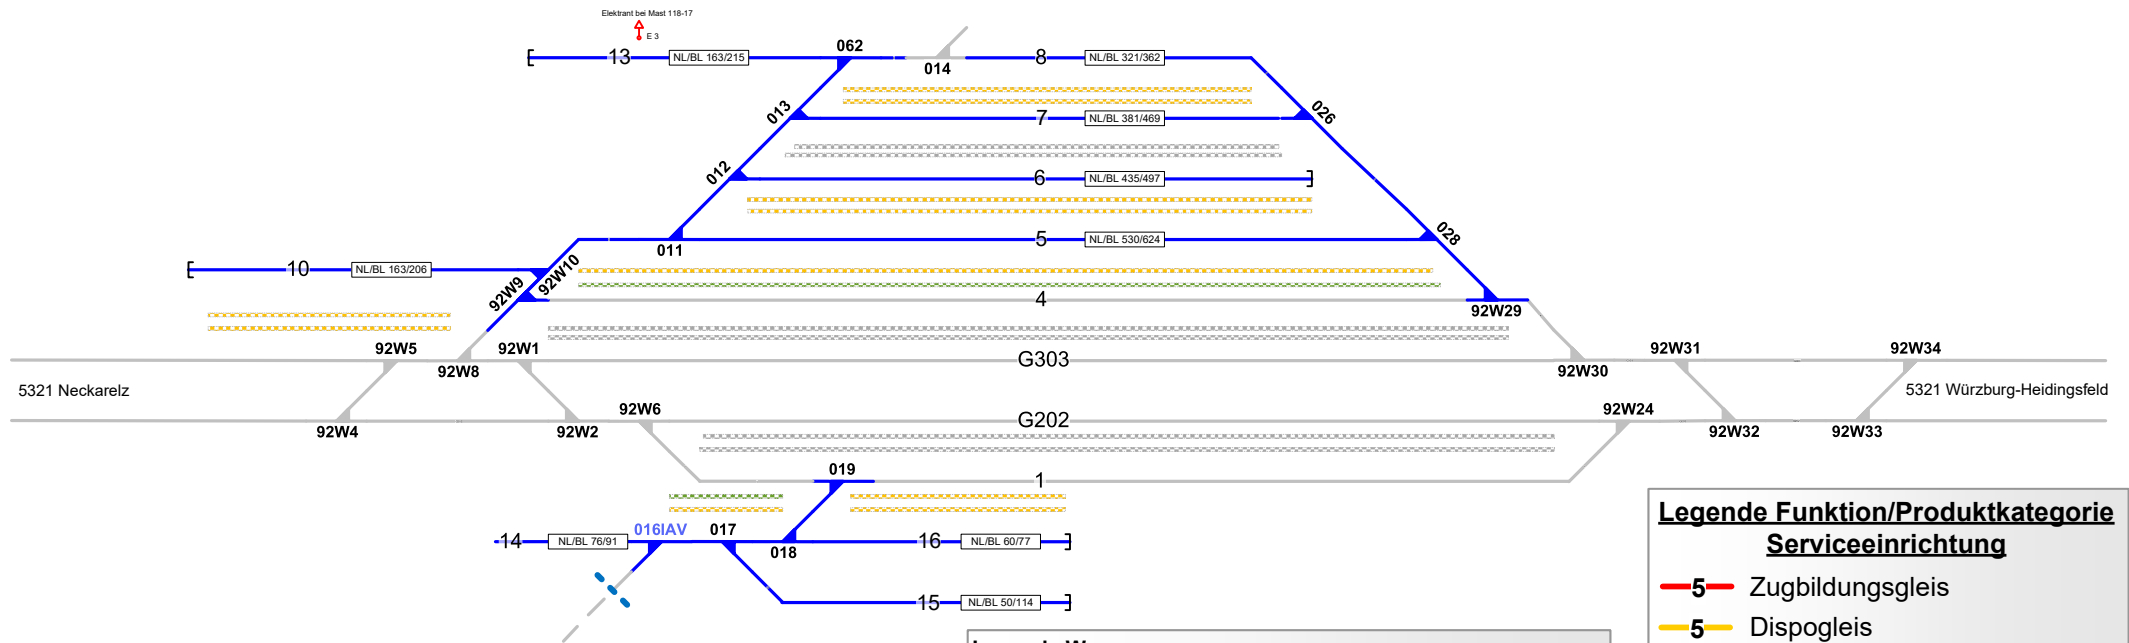 Elektrant bei Mast 118-17
E 3
13 NL/BL 163/215 062 014 8 NL/BL 321/362
013 7 NL/BL 381/469 026
012 6 NL/BL 435/497
011 5 NL/BL 530/624 028
10 NL/BL 163/206 92W9 92W10
4 92W29
92W5 92W1 G303 92W31 92W34
92W8 92W30
5321 Neckarelz 5321 Würzburg-Heidingsfeld
92W6 G202 92W24
92W4 92W2 92W32 92W33
019 1
14 NL/BL 76/91 016IAV 017 018 16 NL/BL 60/77
15 NL/BL 50/114
Legende Funktion/Produktkategorie
Serviceeinrichtung
5 Zugbildungsgleis
5 Dispogleis